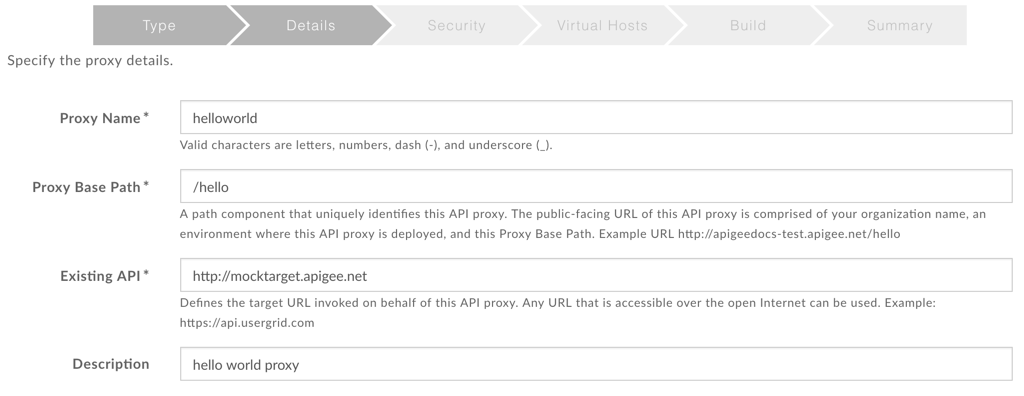 Type Details Security Virtual Hosts Build Summary
Specify the proxy details.
Proxy Name* helloworld
Valid characters are letters, numbers, dash (-), and underscore (_).
Proxy Base Path* /hello
A path component that uniquely identifies this API proxy. The public-facing URL of this API proxy is comprised of your organization name, an
environment where this API proxy is deployed, and this Proxy Base Path. Example URL http://apigeedocs-test.apigee.net/hello
Existing API* http://mocktarget.apigee.net
Defines the target URL invoked on behalf of this API proxy. Any URL that is accessible over the open Internet can be used. Example:
https://api.usergrid.com
Description hello world proxy